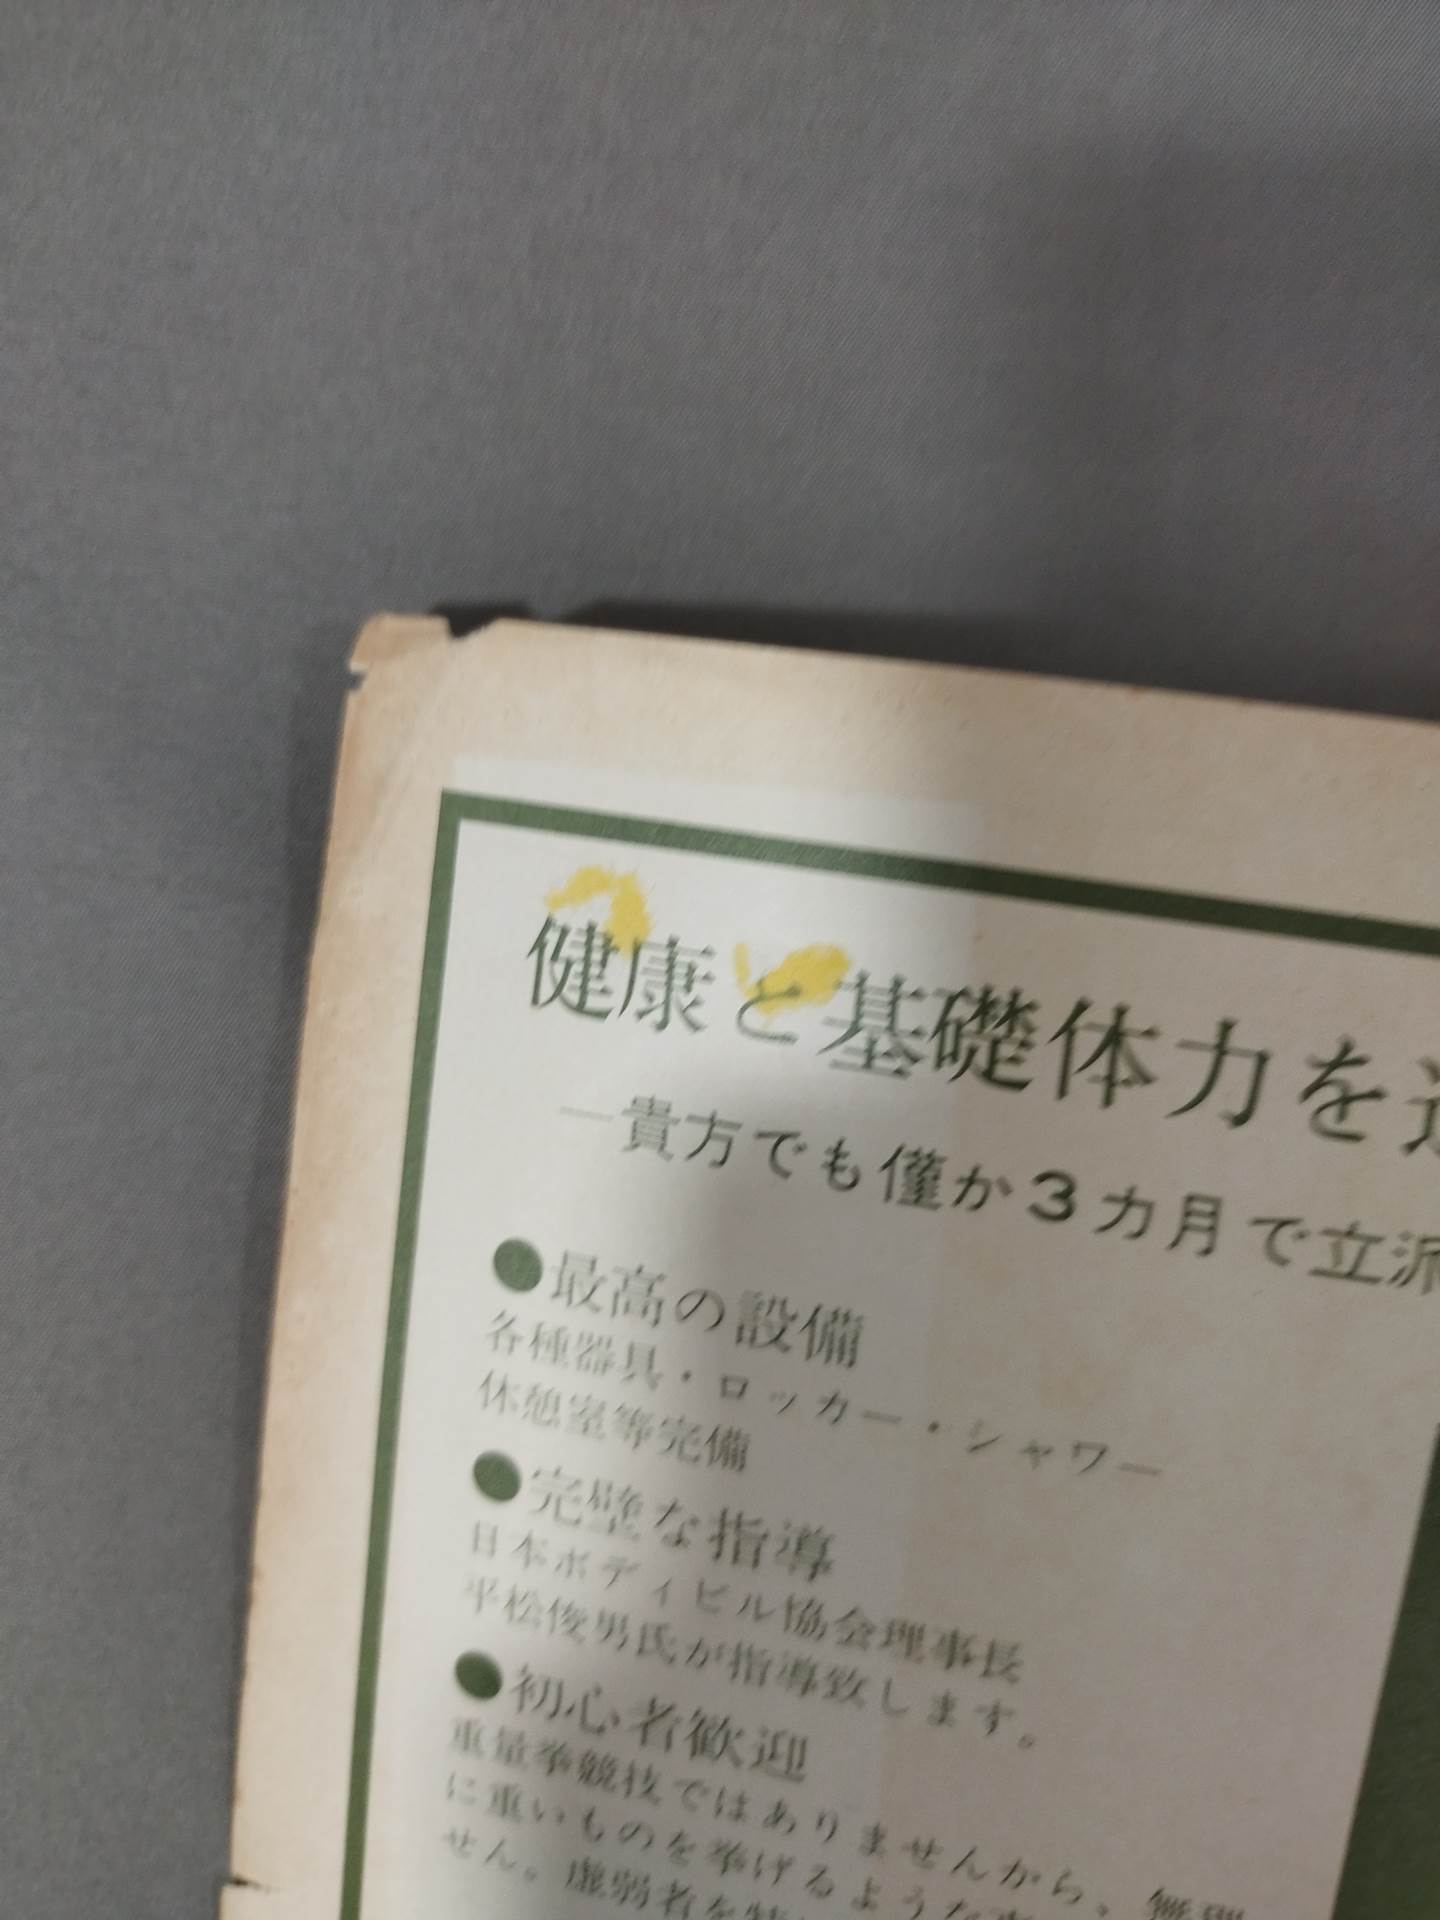 健康と基礎体力を
―貴方でも僅か3カ月で立派
●最高の設備
各種器具・ロッカー・シャワー
休憩室等完備
●完璧な指導
日本ボディビル協会理事長
平松俊男氏が指導致します。
●初心者歓迎
重量挙競技ではありませんから、無理
に重いものを挙げるような
せん。虚弱者を特